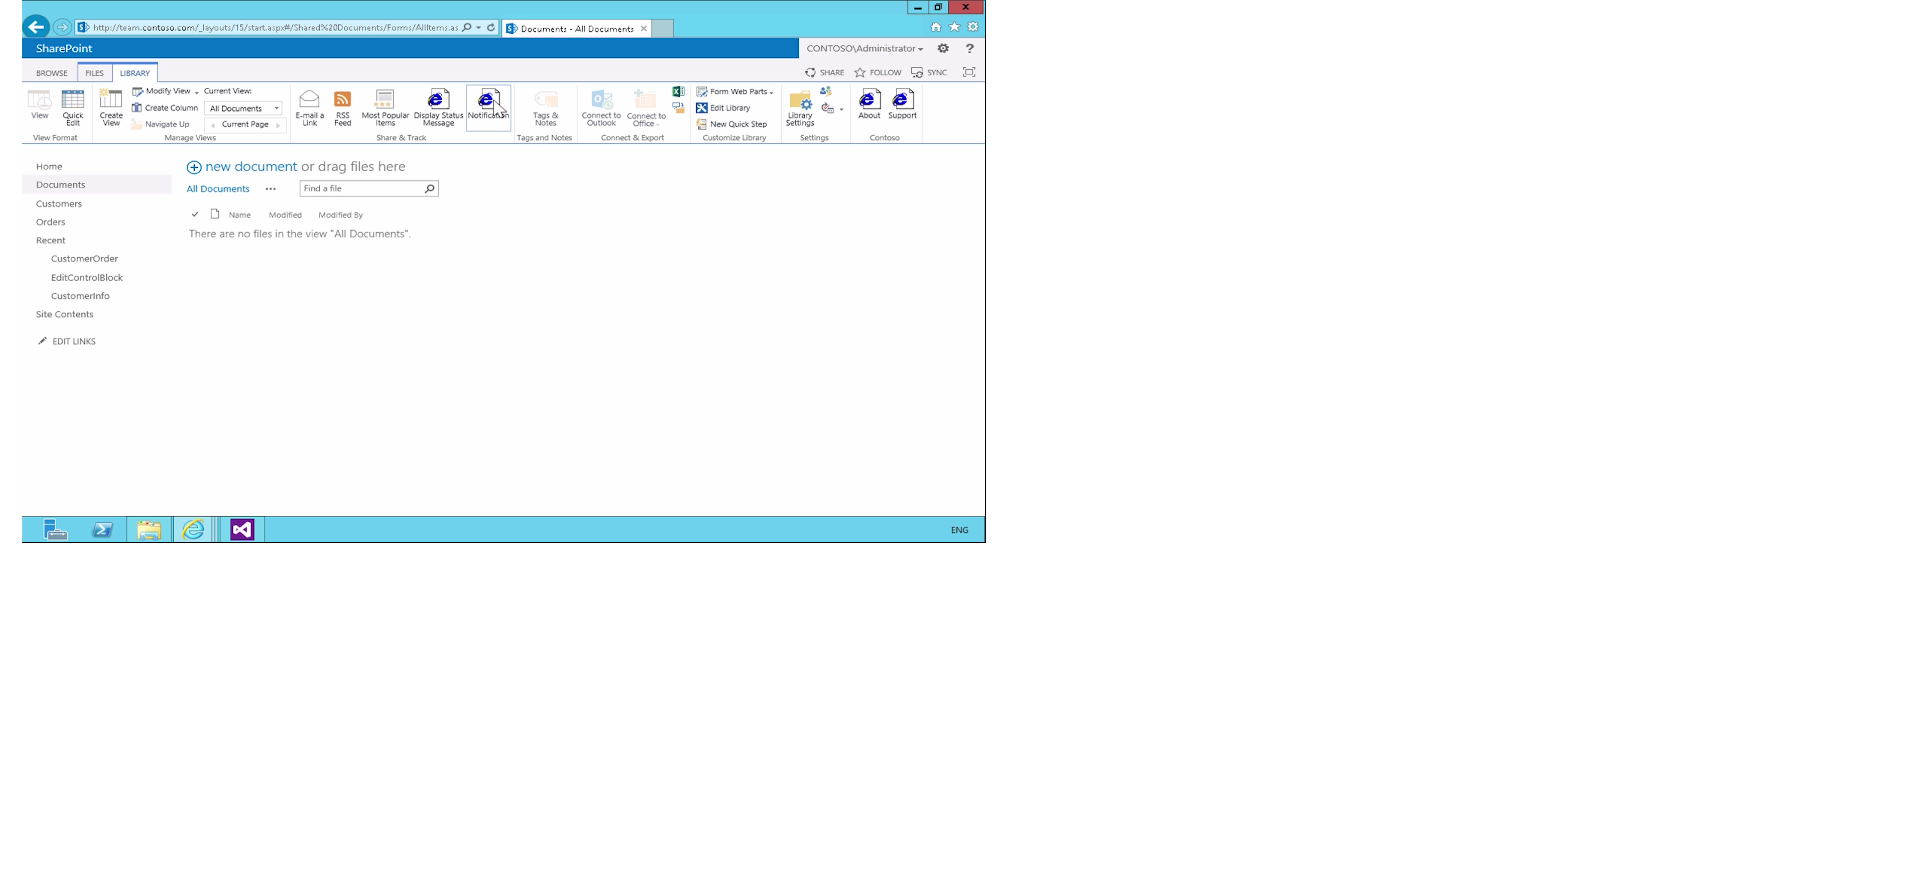 http://team.contoso.com/_layouts/15/start.aspx#/Shared%20Documents/Forms/AllItems.as
Documents - All Documents
SharePoint
CONTOSO\Administrator
?
BROWSE FILES LIBRARY
SHARE FOLLOW SYNC
View
Quick Edit
View Format
Create View
Modify View
Create Column
Navigate Up
Current View:
All Documents
Current Page
Manage Views
E-mail a Link
RSS Feed
Most Popular Items
Display Status Message
Notification
Share & Track
Tags & Notes
Tags and Notes
Connect to Outlook
Connect to Office
Connect & Export
Form Web Parts
Edit Library
New Quick Step
Customize Library
Library Settings
Settings
About
Support
Contoso
Home
Documents
Customers
Orders
Recent
CustomerOrder
EditControlBlock
CustomerInfo
Site Contents
EDIT LINKS
new document or drag files here
All Documents ... Find a file
Name Modified Modified By
There are no files in the view "All Documents".
ENG